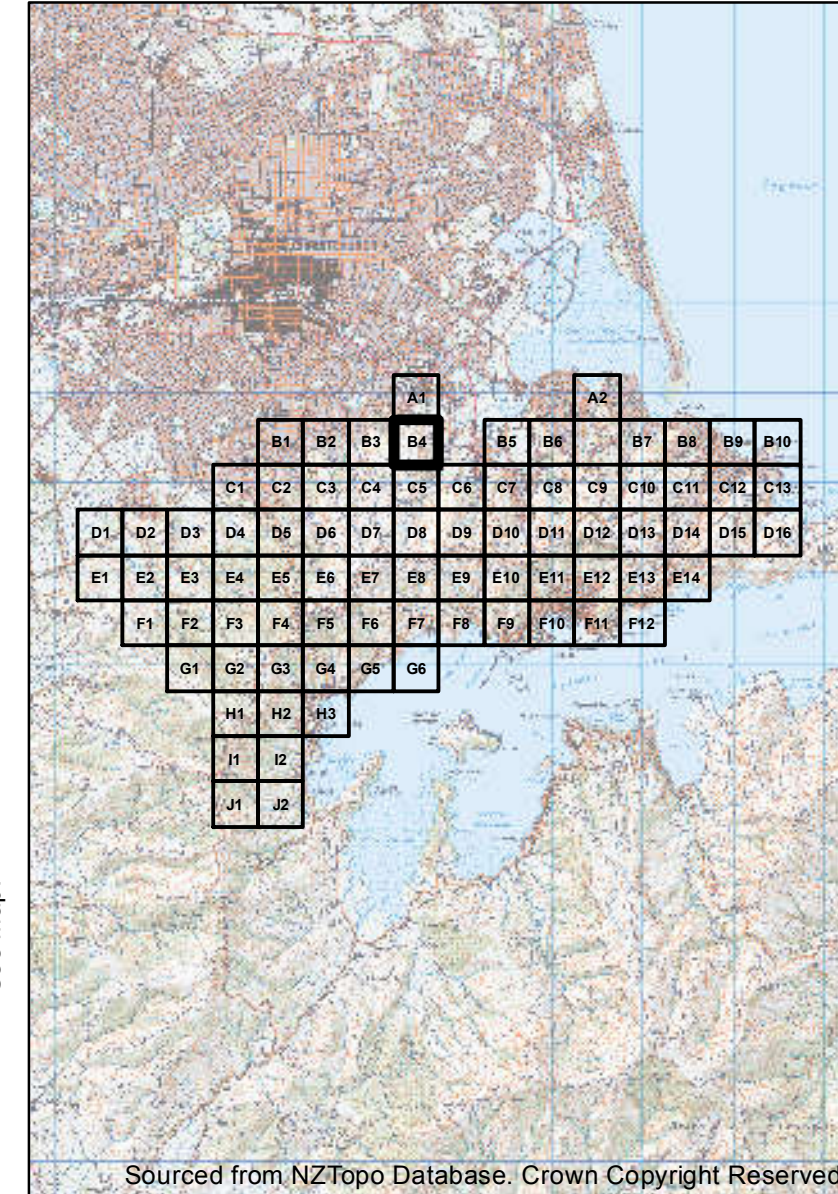 A1 A2
B1 B2 B3 B4 B5 B6 B7 B8 B9 B10
C1 C2 C3 C4 C5 C6 C7 C8 C9 C10 C11 C12 C13
D1 D2 D3 D4 D5 D6 D7 D8 D9 D10 D11 D12 D13 D14 D15 D16
E1 E2 E3 E4 E5 E6 E7 E8 E9 E10 E11 E12 E13 E14
F1 F2 F3 F4 F5 F6 F7 F8 F9 F10 F11 F12
G1 G2 G3 G4 G5 G6
H1 H2 H3
I1 I2
J1 J2
Sourced from NZTopo Database. Crown Copyright Reserved